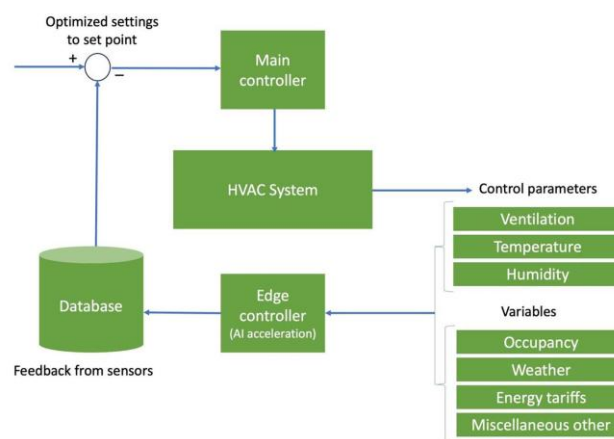 Optimized settings
to set point
+
−
Main
controller
HVAC System
Control parameters
Ventilation
Temperature
Humidity
Database
Edge
controller
(AI acceleration)
Variables
Occupancy
Weather
Energy tariffs
Miscellaneous other
Feedback from sensors